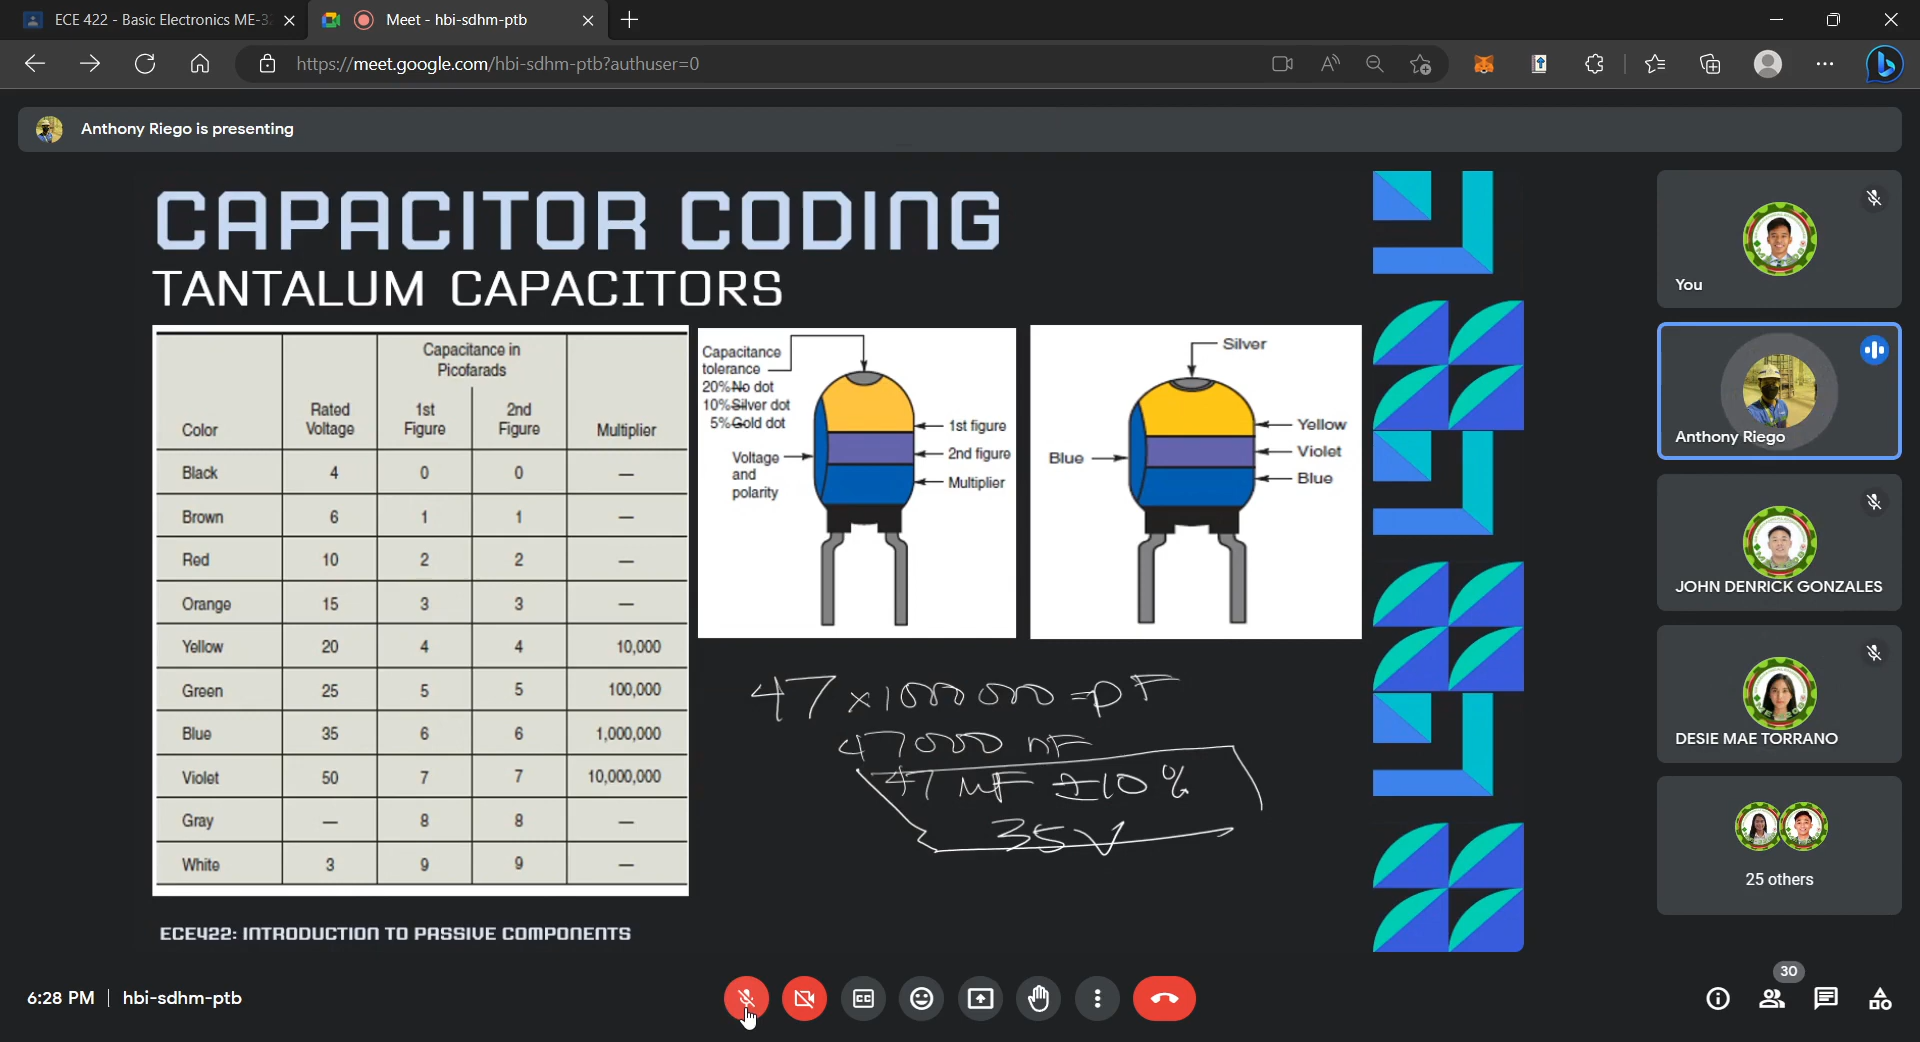 ECE 422 - Basic Electronics ME-32
Meet - hbi-sdhm-ptb
https://meet.google.com/hbi-sdhm-ptb?authuser=0
Anthony Riego is presenting
CAPACITOR CODING
TANTALUM CAPACITORS
Capacitance in
Picofarads
Color Rated Voltage 1st Figure 2nd Figure Multiplier
Black 4 0 0 —
Brown 6 1 1 —
Red 10 2 2 —
Orange 15 3 3 —
Yellow 20 4 4 10,000
Green 25 5 5 100,000
Blue 35 6 6 1,000,000
Violet 50 7 7 10,000,000
Gray — 8 8 —
White 3 9 9 —
Capacitance
tolerance
20% No dot
10% Silver dot
5% Gold dot
Voltage
and
polarity
1st figure
2nd figure
Multiplier
Silver
Yellow
Violet
Blue
Blue
47 x 1000 000 = pF
47000 nF
47 μF ±10 %
35V
ECE422: INTRODUCTION TO PASSIVE COMPONENTS
You
Anthony Riego
JOHN DENRICK GONZALES
DESIE MAE TORRANO
25 others
6:28 PM | hbi-sdhm-ptb
CC
30